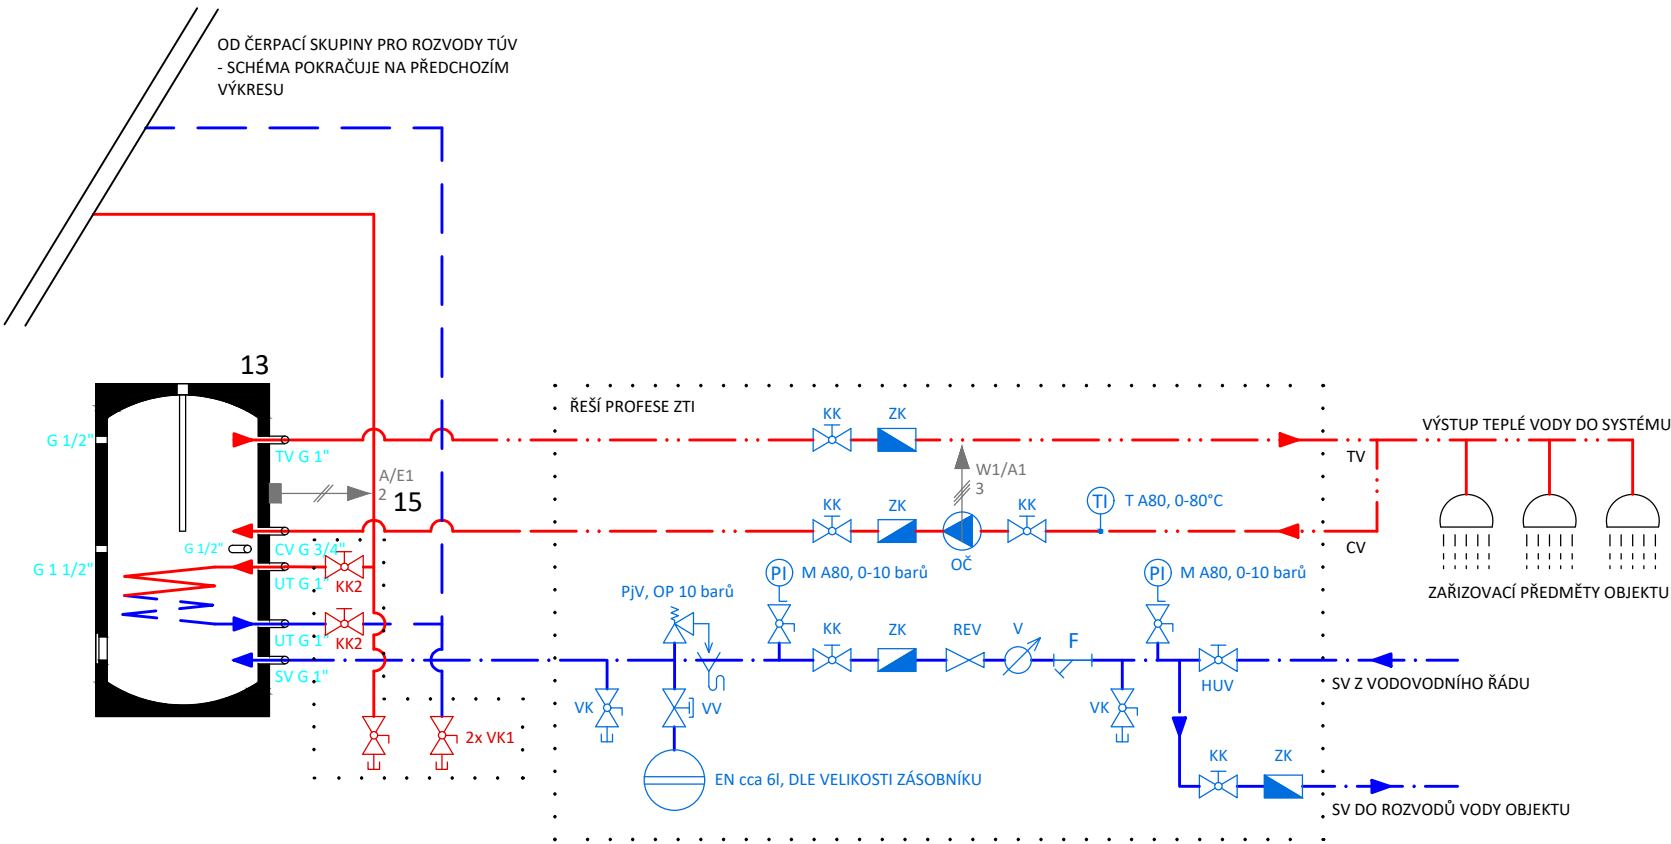 OD ČERPACÍ SKUPINY PRO ROZVODY TÚV
- SCHÉMA POKRAČUJE NA PŘEDCHOZÍM
VÝKRESU
13
ŘEŠÍ PROFESE ZTI
KK
ZK
VÝSTUP TEPLÉ VODY DO SYSTÉMU
G 1/2"
TV G 1"
TV
A/E1
2
15
W1/A1
3
KK
ZK
KK
TI
T A80, 0-80°C
OČ
CV
G 1/2"
CV G 3/4"
G 1 1/2"
UT G 1"
KK2
PI
M A80, 0-10 barů
PI
M A80, 0-10 barů
PjV, OP 10 barů
ZAŘIZOVACÍ PŘEDMĚTY OBJEKTU
UT G 1"
KK2
KK
ZK
REV
V
F
SV G 1"
HUV
SV Z VODOVODNÍHO ŘÁDU
VK
VV
VK
2x VK1
KK
ZK
EN cca 6l, DLE VELIKOSTI ZÁSOBNÍKU
SV DO ROZVODŮ VODY OBJEKTU